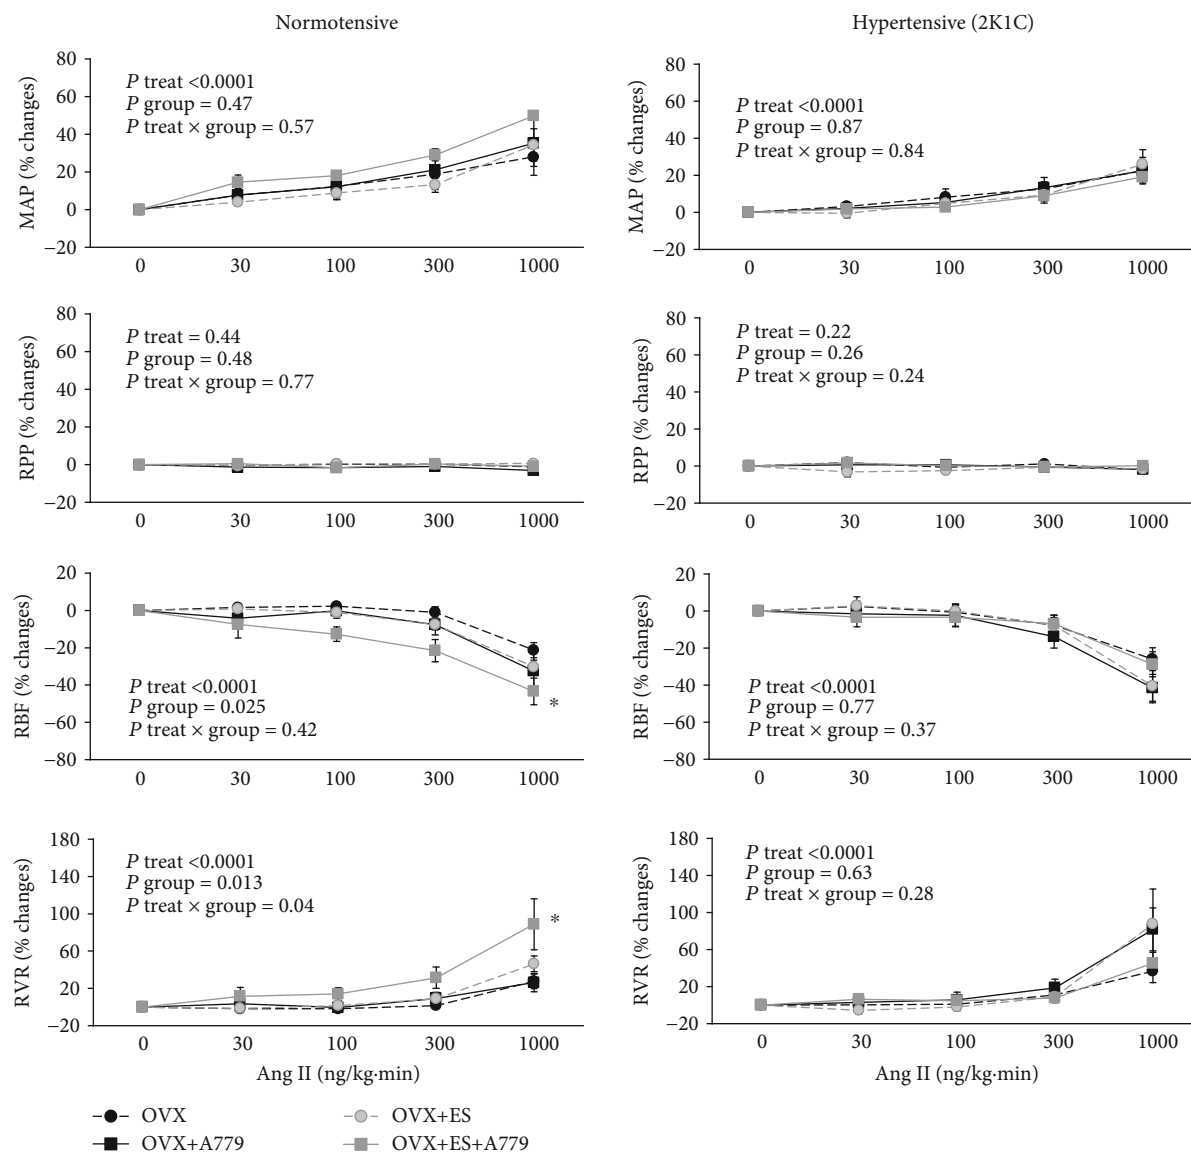 Normotensive
Hypertensive (2K1C)
MAP (% changes)
80
60
40
20
0
−20
P treat <0.0001
P group = 0.47
P treat × group = 0.57
0 30 100 300 1000
MAP (% changes)
80
60
40
20
0
−20
P treat <0.0001
P group = 0.87
P treat × group = 0.84
0 30 100 300 1000
RPP (% changes)
80
60
40
20
0
−20
P treat = 0.44
P group = 0.48
P treat × group = 0.77
0 30 100 300 1000
RPP (% changes)
80
60
40
20
0
−20
P treat = 0.22
P group = 0.26
P treat × group = 0.24
0 30 100 300 1000
RBF (% changes)
20
0
−20
−40
−60
−80
P treat <0.0001
P group = 0.025
P treat × group = 0.42
*
0 30 100 300 1000
RBF (% changes)
20
0
−20
−40
−60
−80
P treat <0.0001
P group = 0.77
P treat × group = 0.37
0 30 100 300 1000
RVR (% changes)
180
140
100
60
20
−20
P treat <0.0001
P group = 0.013
P treat × group = 0.04
*
0 30 100 300 1000
Ang II (ng/kg·min)
RVR (% changes)
180
140
100
60
20
−20
P treat <0.0001
P group = 0.63
P treat × group = 0.28
0 30 100 300 1000
Ang II (ng/kg·min)
OVX
OVX+ES
OVX+A779
OVX+ES+A779